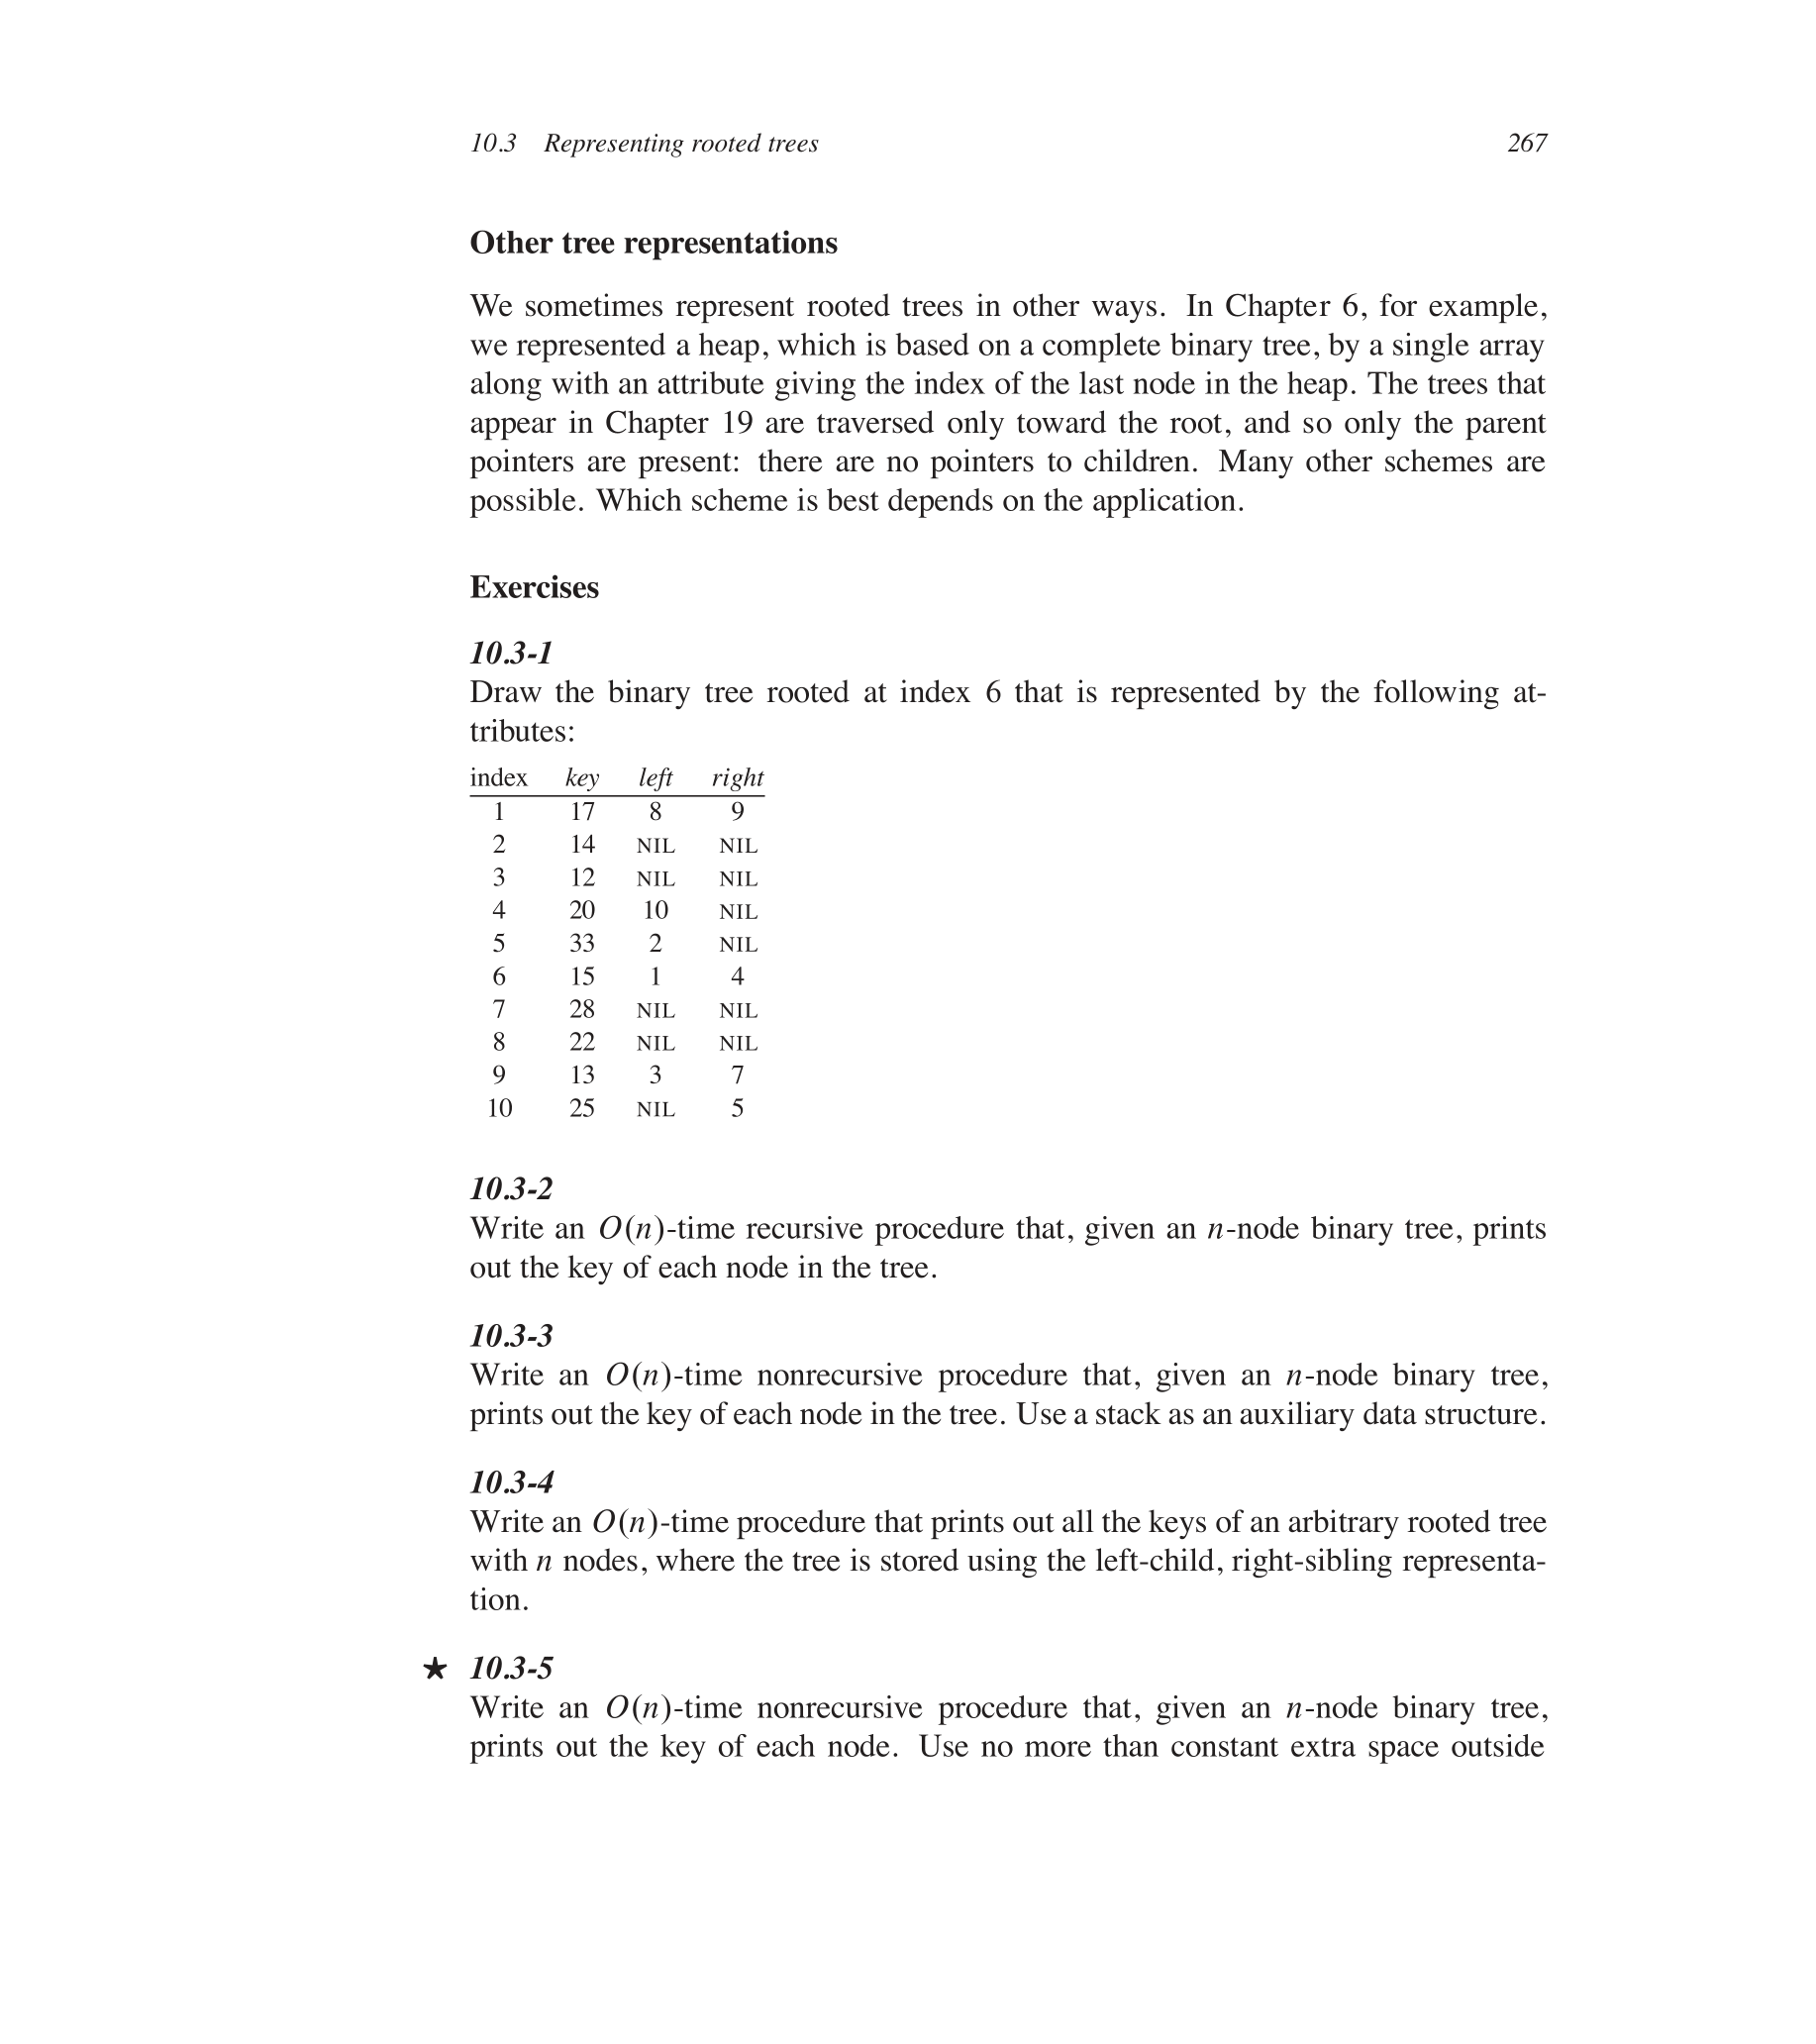 10.3 Representing rooted trees 267
Other tree representations
We sometimes represent rooted trees in other ways. In Chapter 6, for example,
we represented a heap, which is based on a complete binary tree, by a single array
along with an attribute giving the index of the last node in the heap. The trees that
appear in Chapter 19 are traversed only toward the root, and so only the parent
pointers are present: there are no pointers to children. Many other schemes are
possible. Which scheme is best depends on the application.
Exercises
10.3-1
Draw the binary tree rooted at index 6 that is represented by the following at-
tributes:
index key left right
1 17 8 9
2 14 NIL NIL
3 12 NIL NIL
4 20 10 NIL
5 33 2 NIL
6 15 1 4
7 28 NIL NIL
8 22 NIL NIL
9 13 3 7
10 25 NIL 5
10.3-2
Write an O(n)-time recursive procedure that, given an n-node binary tree, prints
out the key of each node in the tree.
10.3-3
Write an O(n)-time nonrecursive procedure that, given an n-node binary tree,
prints out the key of each node in the tree. Use a stack as an auxiliary data structure.
10.3-4
Write an O(n)-time procedure that prints out all the keys of an arbitrary rooted tree
with n nodes, where the tree is stored using the left-child, right-sibling representa-
tion.
★ 10.3-5
Write an O(n)-time nonrecursive procedure that, given an n-node binary tree,
prints out the key of each node. Use no more than constant extra space outside